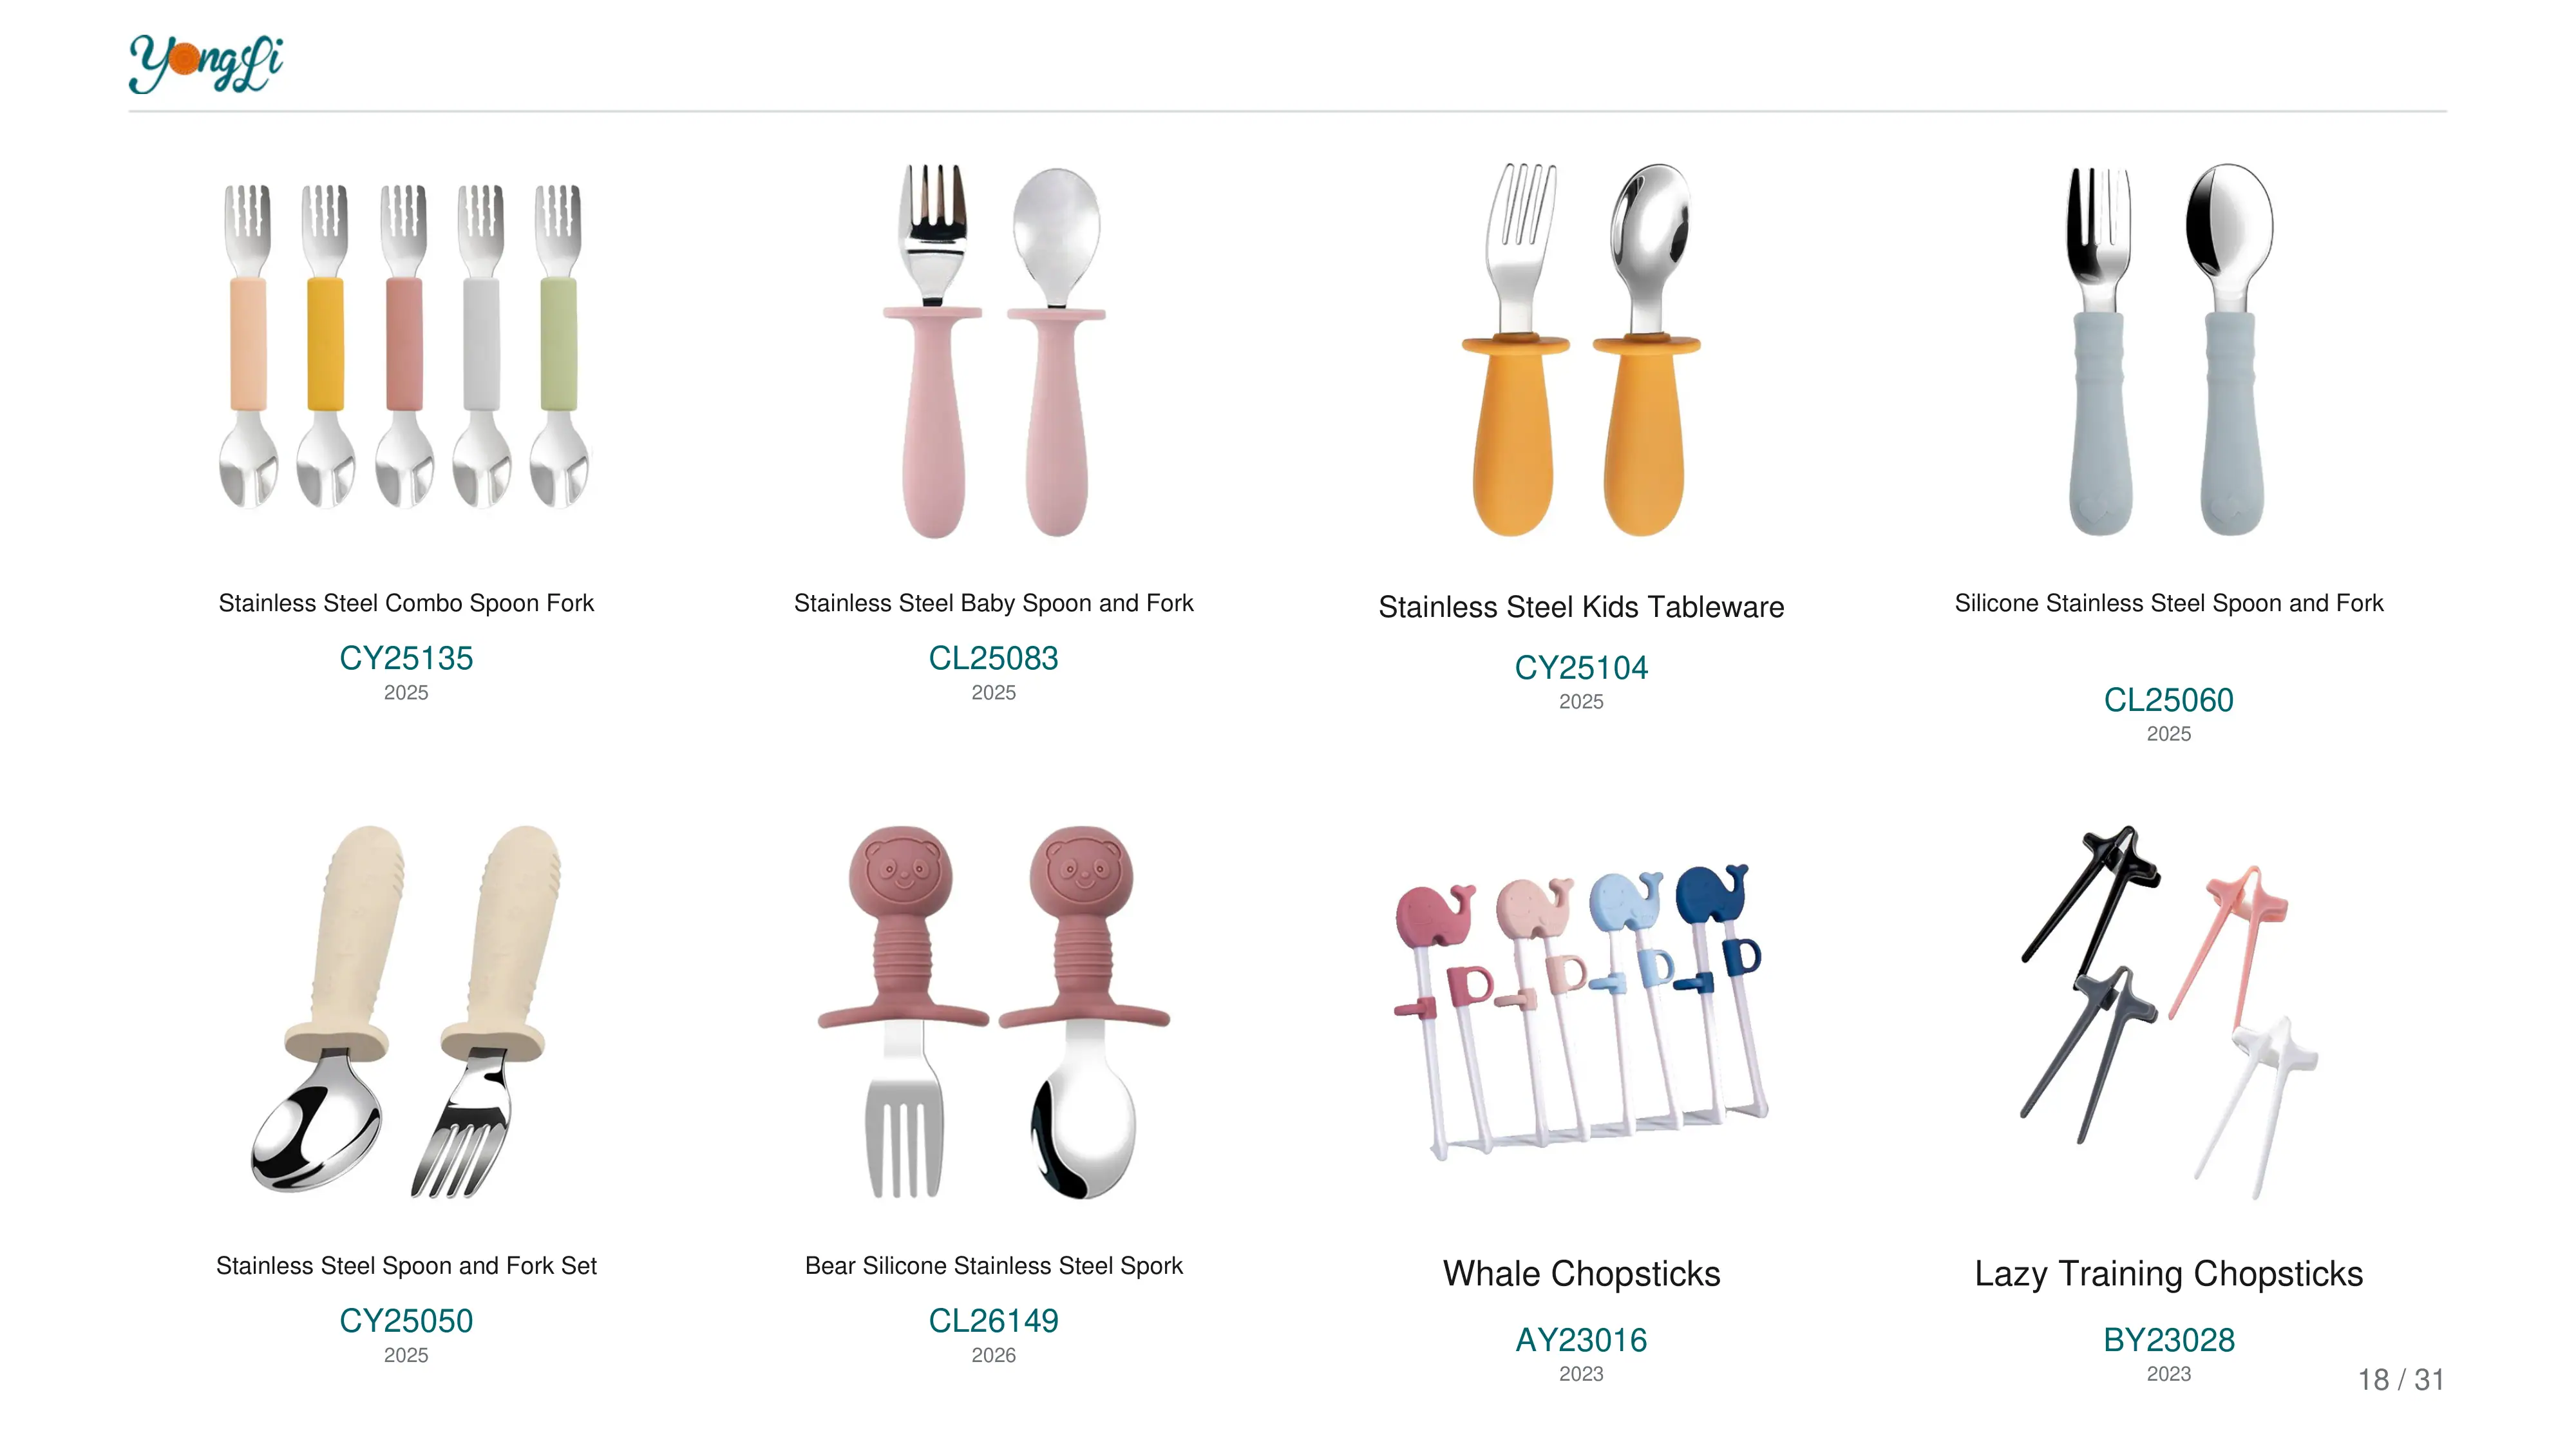 YongLi
Stainless Steel Combo Spoon Fork
CY25135
2025
Stainless Steel Baby Spoon and Fork
CL25083
2025
Stainless Steel Kids Tableware
CY25104
2025
Silicone Stainless Steel Spoon and Fork
CL25060
2025
Stainless Steel Spoon and Fork Set
CY25050
2025
Bear Silicone Stainless Steel Spork
CL26149
2026
Whale Chopsticks
AY23016
2023
Lazy Training Chopsticks
BY23028
2023
18 / 31